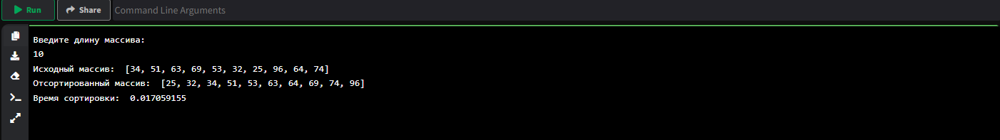 Run Share Command Line Arguments
Введите длину массива:
10
Исходный массив:  [34, 51, 63, 69, 53, 32, 25, 96, 64, 74]
Отсортированный массив:  [25, 32, 34, 51, 53, 63, 64, 69, 74, 96]
Время сортировки:  0.017059155